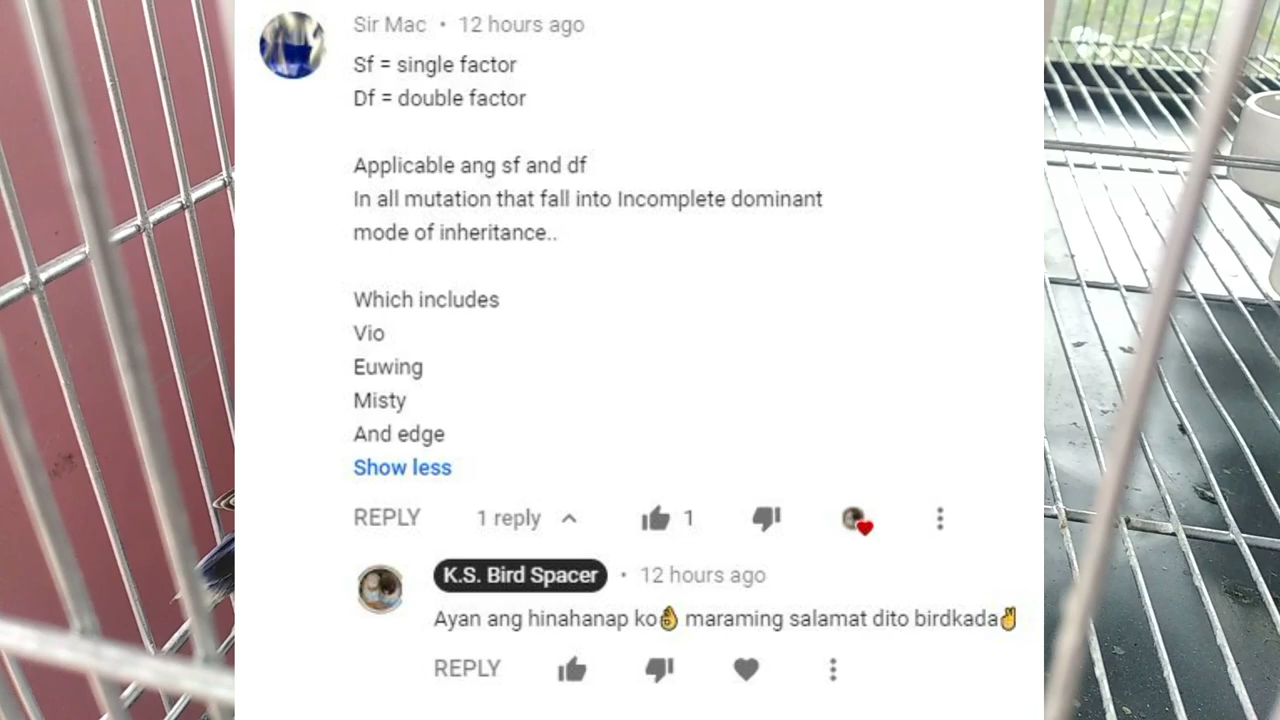 Sir Mac • 12 hours ago
Sf = single factor
Df = double factor
Applicable ang sf and df
In all mutation that fall into Incomplete dominant
mode of inheritance..
Which includes
Vio
Euwing
Misty
And edge
Show less
REPLY 1 reply 1
K.S. Bird Spacer • 12 hours ago
Ayan ang hinahanap ko👌 maraming salamat dito birdkada✌
REPLY